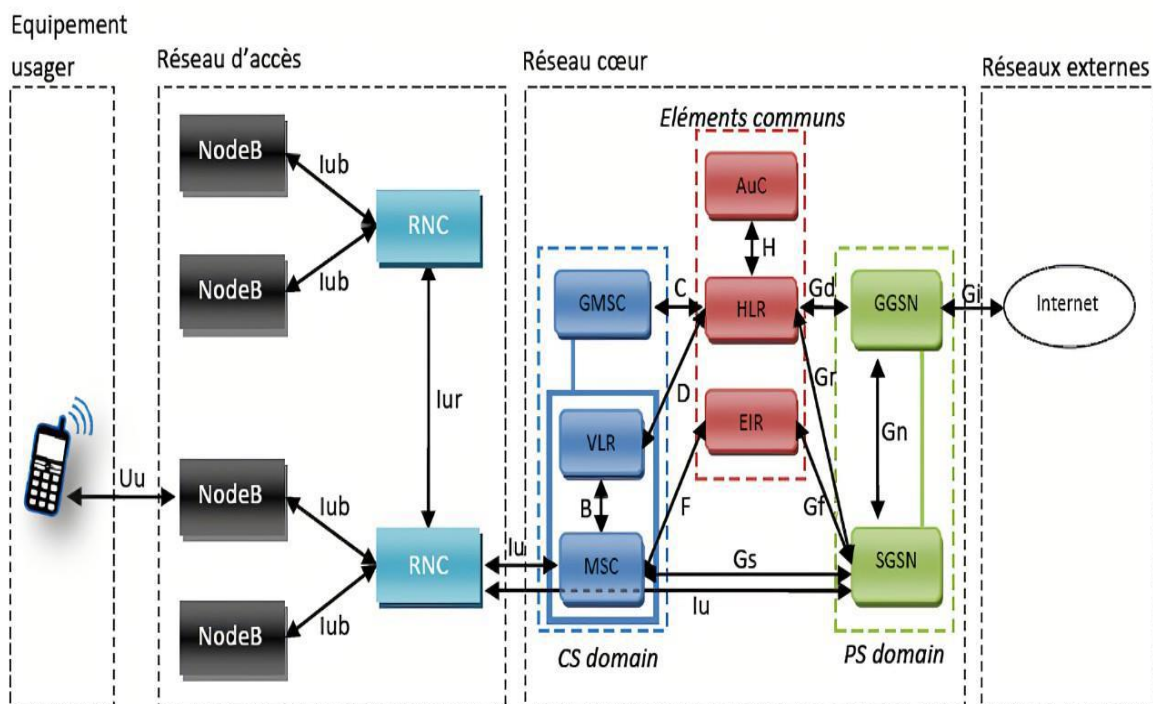 Equipement
usager
Réseau d'accès
Réseau cœur
Réseaux externes
Eléments communs
NodeB
Iub
RNC
NodeB
Iub
Iur
Uu
NodeB
Iub
RNC
NodeB
Iub
Iu
AuC
H
GMSC
C
HLR
Gd
GGSN
Gi
Internet
D
Gr
VLR
EIR
Gn
B
F
Gf
MSC
Gs
SGSN
Iu
CS domain
PS domain